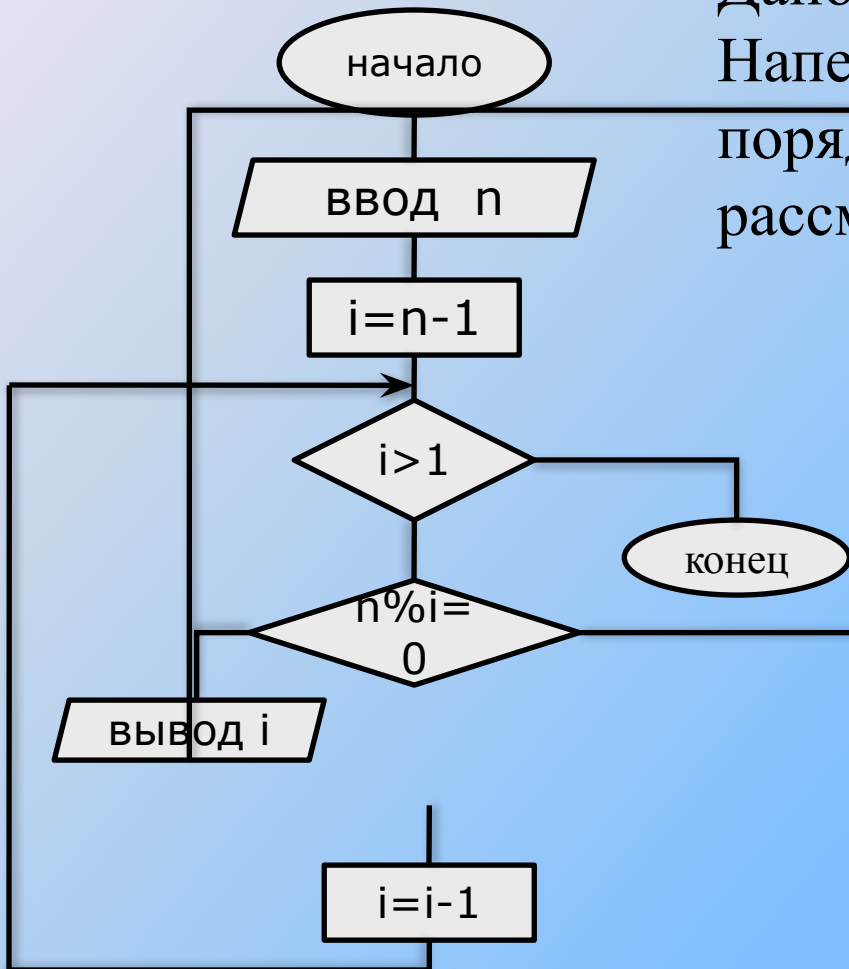 начало
ввод n
i=n-1
i>1
конец
n%i=
0
вывод i
i=i-1